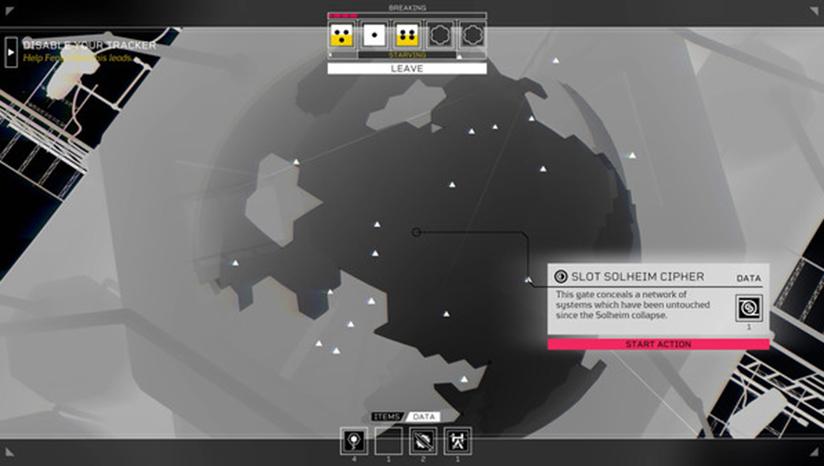 BREAKING
DISABLE YOUR TRACKER
STARVING
LEAVE
SLOT SOLHEIM CIPHER DATA
This gate conceals a network of
systems which have been untouched
since the Solheim collapse.
1
START ACTION
ITEMS DATA
4 1 2 1